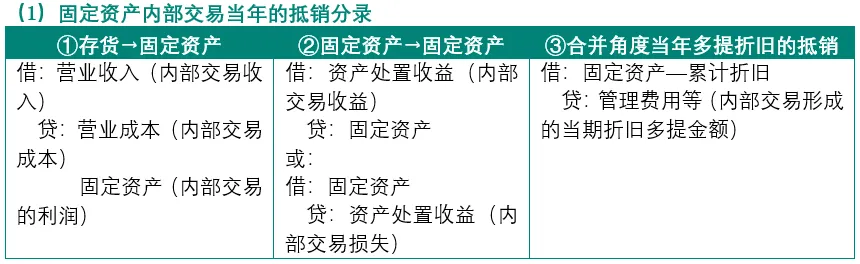 （1）固定资产内部交易当年的抵销分录
①存货→固定资产
借：营业收入（内部交易收
入）
贷：营业成本（内部交易
成本）
固定资产（内部交易
的利润）
②固定资产→固定资产
借：资产处置收益（内部
交易收益）
贷：固定资产
或：
借：固定资产
贷：资产处置收益（内
部交易损失）
③合并角度当年多提折旧的抵销
借：固定资产—累计折旧
贷：管理费用等（内部交易形成
的当期折旧多提金额）